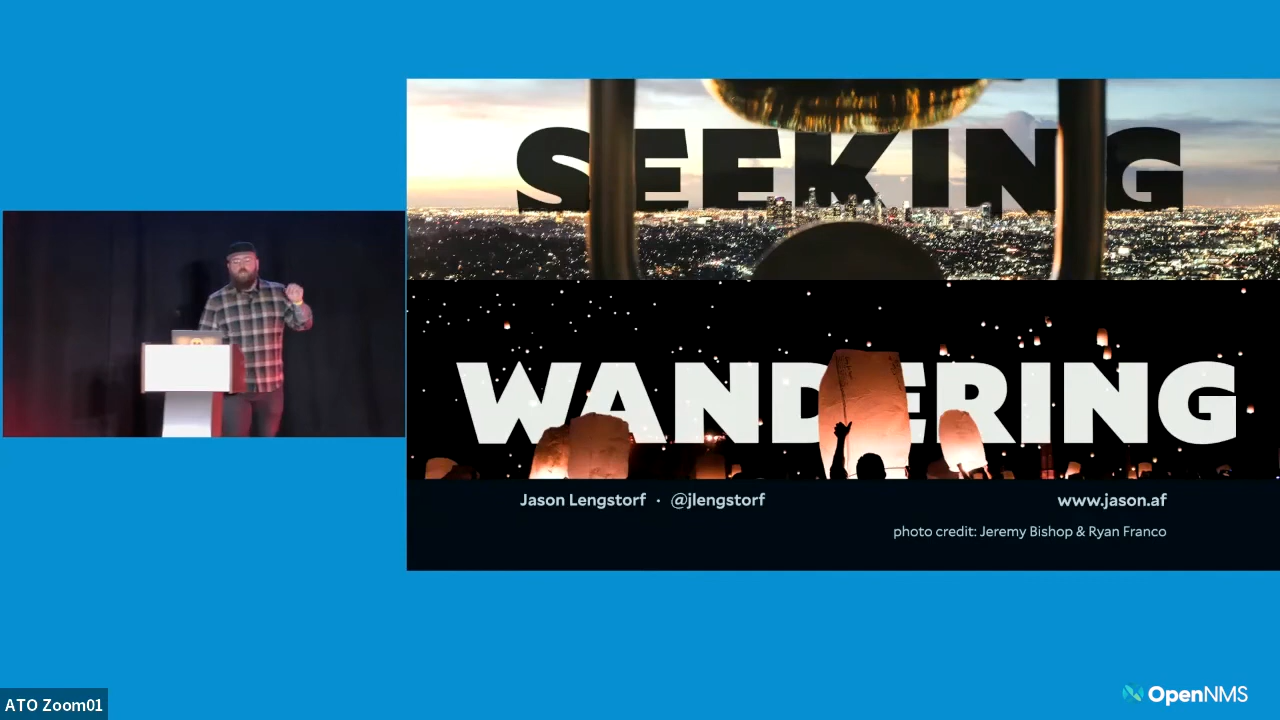 SEEKING
WANDERING
Jason Lengstorf · @jlengstorf
www.jason.af
photo credit: Jeremy Bishop & Ryan Franco
ATO Zoom01
OpenNMS